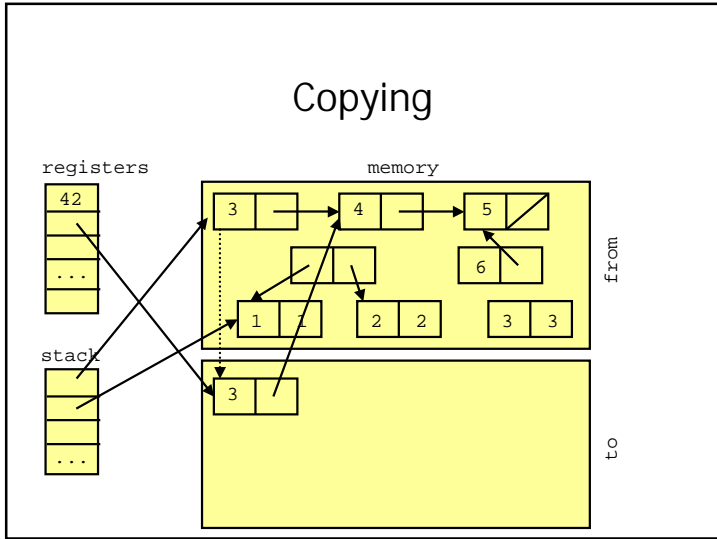 Copying
registers memory
42
3 4 5
6
...
1 1 2 2 3 3
from
stack
3
...
to